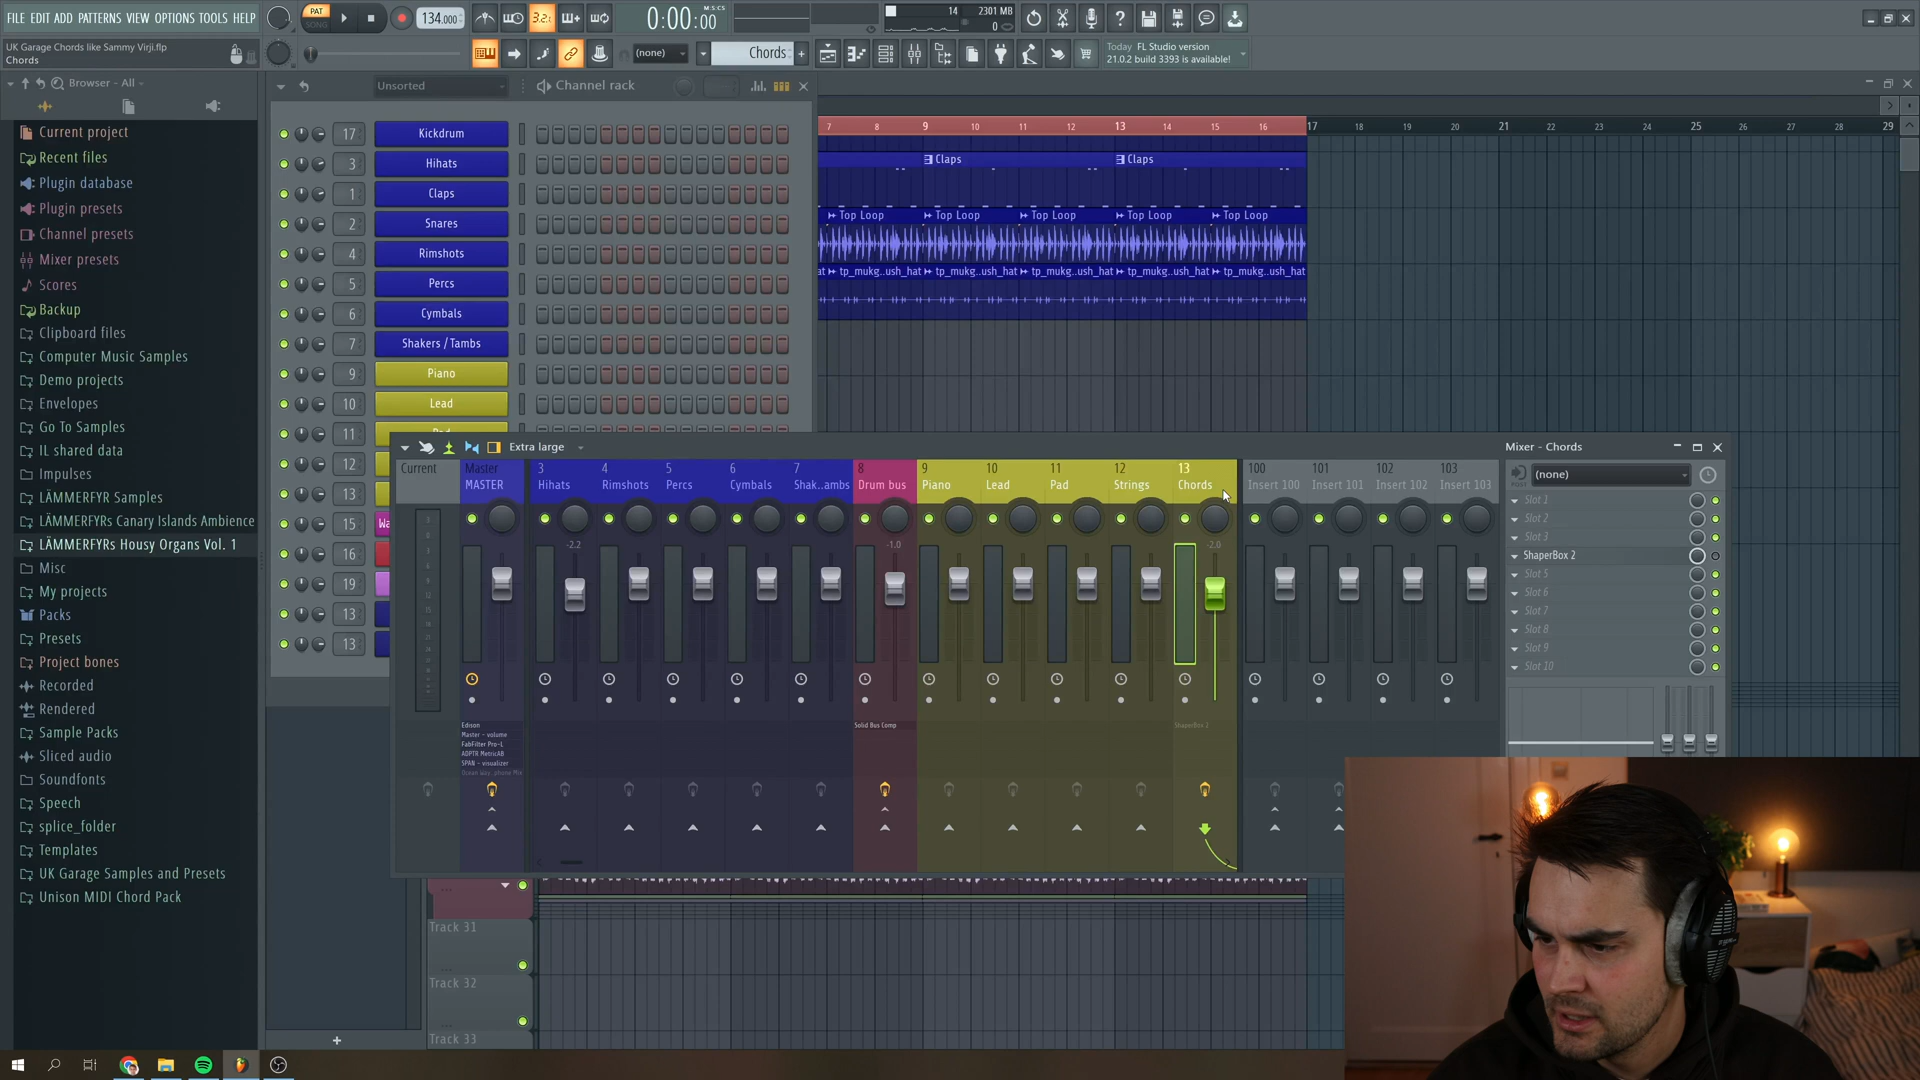 FILE EDIT ADD PATTERNS VIEW OPTIONS TOOLS HELP
PAT
SONG
134.000
3.2.
0:00:00
M:S:CS
14
2301 MB
0
UK Garage Chords like Sammy Virji.flp
Chords
(none)
Chords
Today FL Studio version
21.0.2 build 3393 is available!
Browser - All
Unsorted
Channel rack
Current project
Recent files
Plugin database
Plugin presets
Channel presets
Mixer presets
Scores
Backup
Clipboard files
Computer Music Samples
Demo projects
Envelopes
Go To Samples
IL shared data
Impulses
LÄMMERFYR Samples
LÄMMERFYRs Canary Islands Ambience
LÄMMERFYRs Housy Organs Vol. 1
Misc
My projects
Packs
Presets
Project bones
Recorded
Rendered
Sample Packs
Sliced audio
Soundfonts
Speech
splice_folder
Templates
UK Garage Samples and Presets
Unison MIDI Chord Pack
17 Kickdrum
3 Hihats
1 Claps
2 Snares
4 Rimshots
5 Percs
6 Cymbals
7 Shakers / Tambs
9 Piano
10 Lead
11 Pad
12
13
15 Wa
16
19
13
13
7 8 9 10 11 12 13 14 15 16 17 18 19 20 21 22 23 24 25 26 27 28 29
Claps Claps
Top Loop Top Loop Top Loop Top Loop Top Loop
at tp_mukg..ush_hat tp_mukg..ush_hat tp_mukg..ush_hat tp_mukg..ush_hat tp_mukg..ush_hat
Extra large
Mixer - Chords
Current Master 3 4 5 6 7 8 9 10 11 12 13 100 101 102 103
MASTER Hihats Rimshots Percs Cymbals Shak..ambs Drum bus Piano Lead Pad Strings Chords Insert 100 Insert 101 Insert 102 Insert 103
-2.2 -1.0 -2.0
Edison
Master - volume
FabFilter Pro-L
ADPTR MetricAB
SPAN - visualizer
Solid Bus Comp
ShaperBox 2
(none)
Slot 1
Slot 2
Slot 3
ShaperBox 2
Slot 5
Slot 6
Slot 7
Slot 8
Slot 9
Slot 10
Track 31
Track 32
Track 33